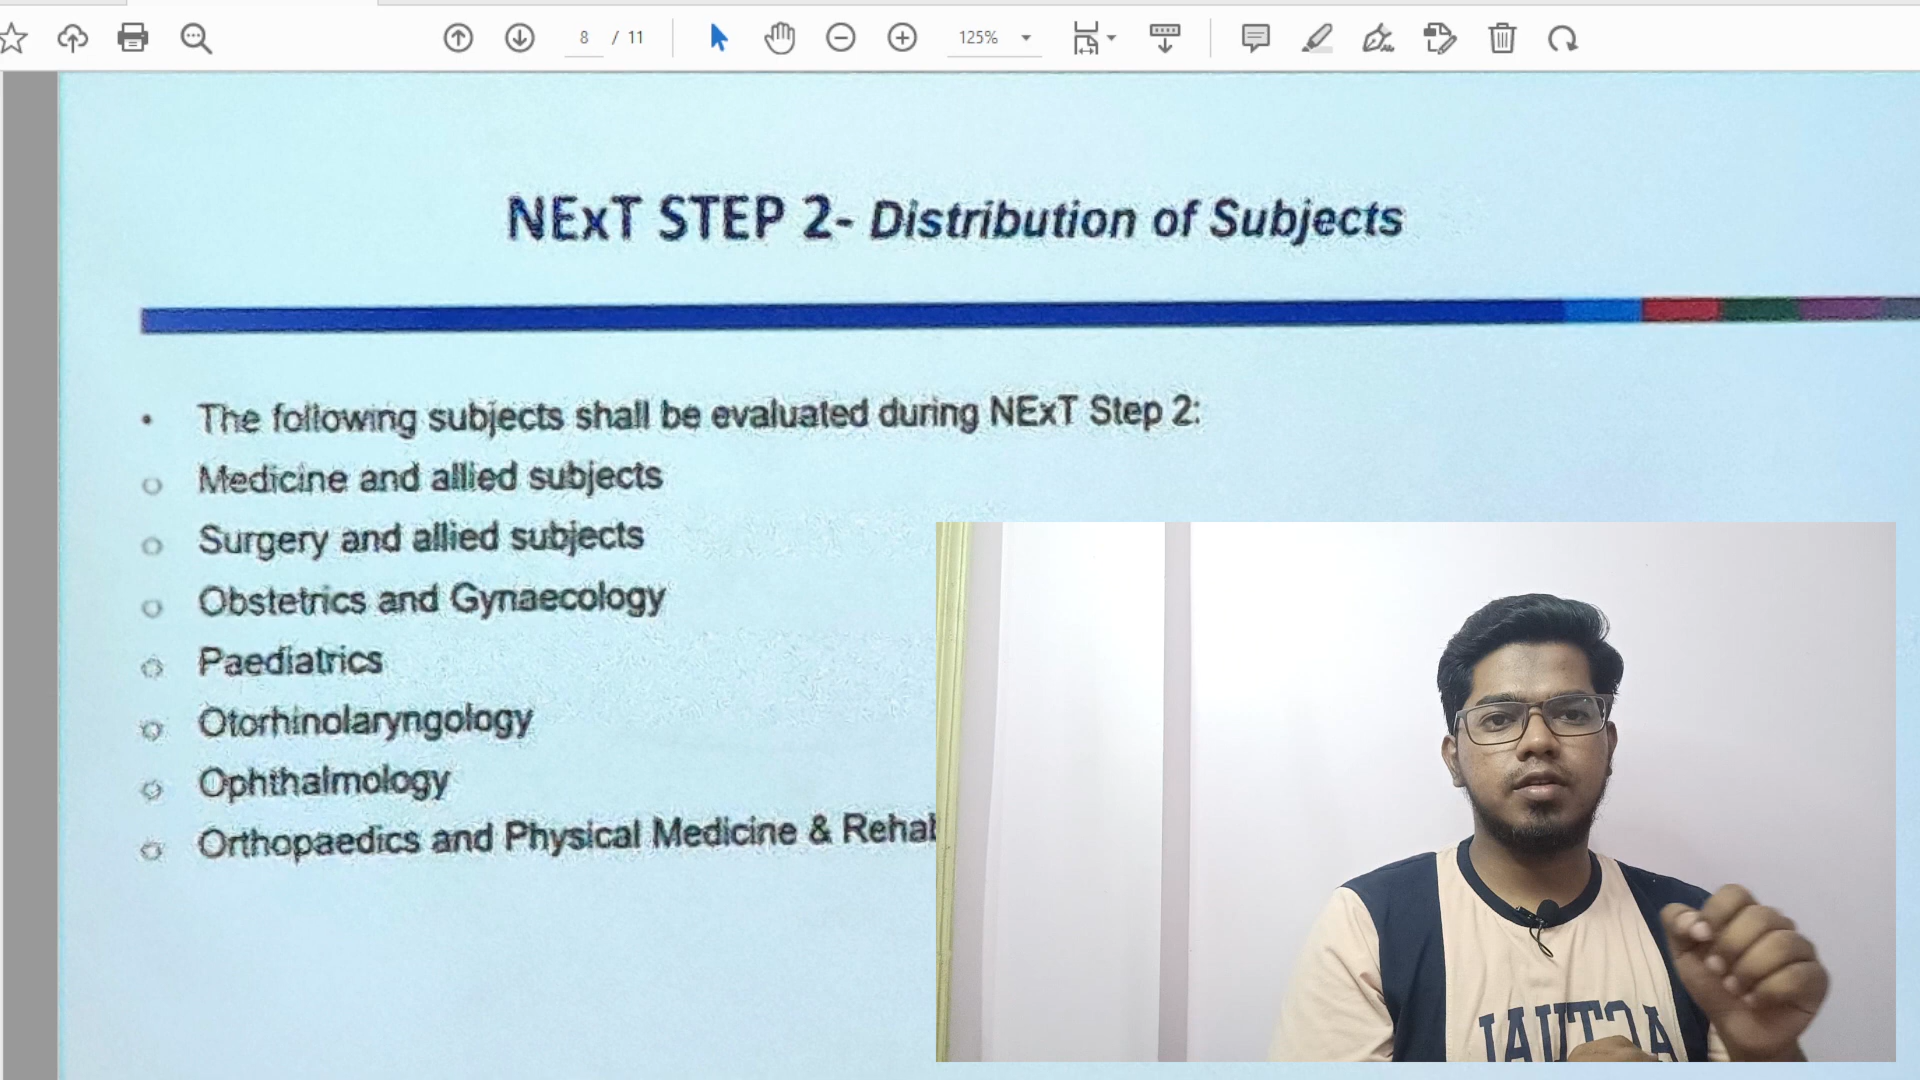 8 / 11
125%
NExT STEP 2- Distribution of Subjects
• The following subjects shall be evaluated during NExT Step 2:
o Medicine and allied subjects
o Surgery and allied subjects
o Obstetrics and Gynaecology
o Paediatrics
o Otorhinolaryngology
o Ophthalmology
o Orthopaedics and Physical Medicine & Rehab